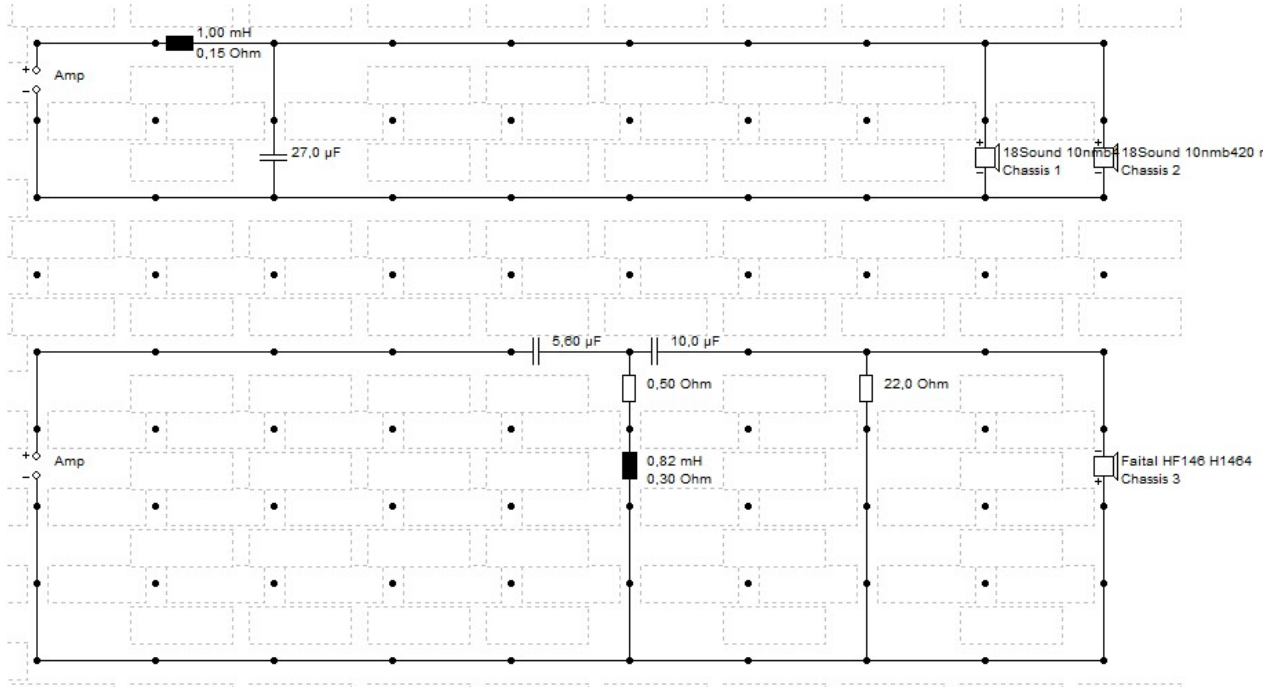 1,00 mH
0,15 Ohm
+
Amp
−
27,0 µF
+
18Sound 10nmb4
Chassis 1
−
+
18Sound 10nmb420
Chassis 2
−
5,60 µF
10,0 µF
0,50 Ohm
22,0 Ohm
+
Amp
−
0,82 mH
0,30 Ohm
−
Faital HF146 H1464
Chassis 3
+